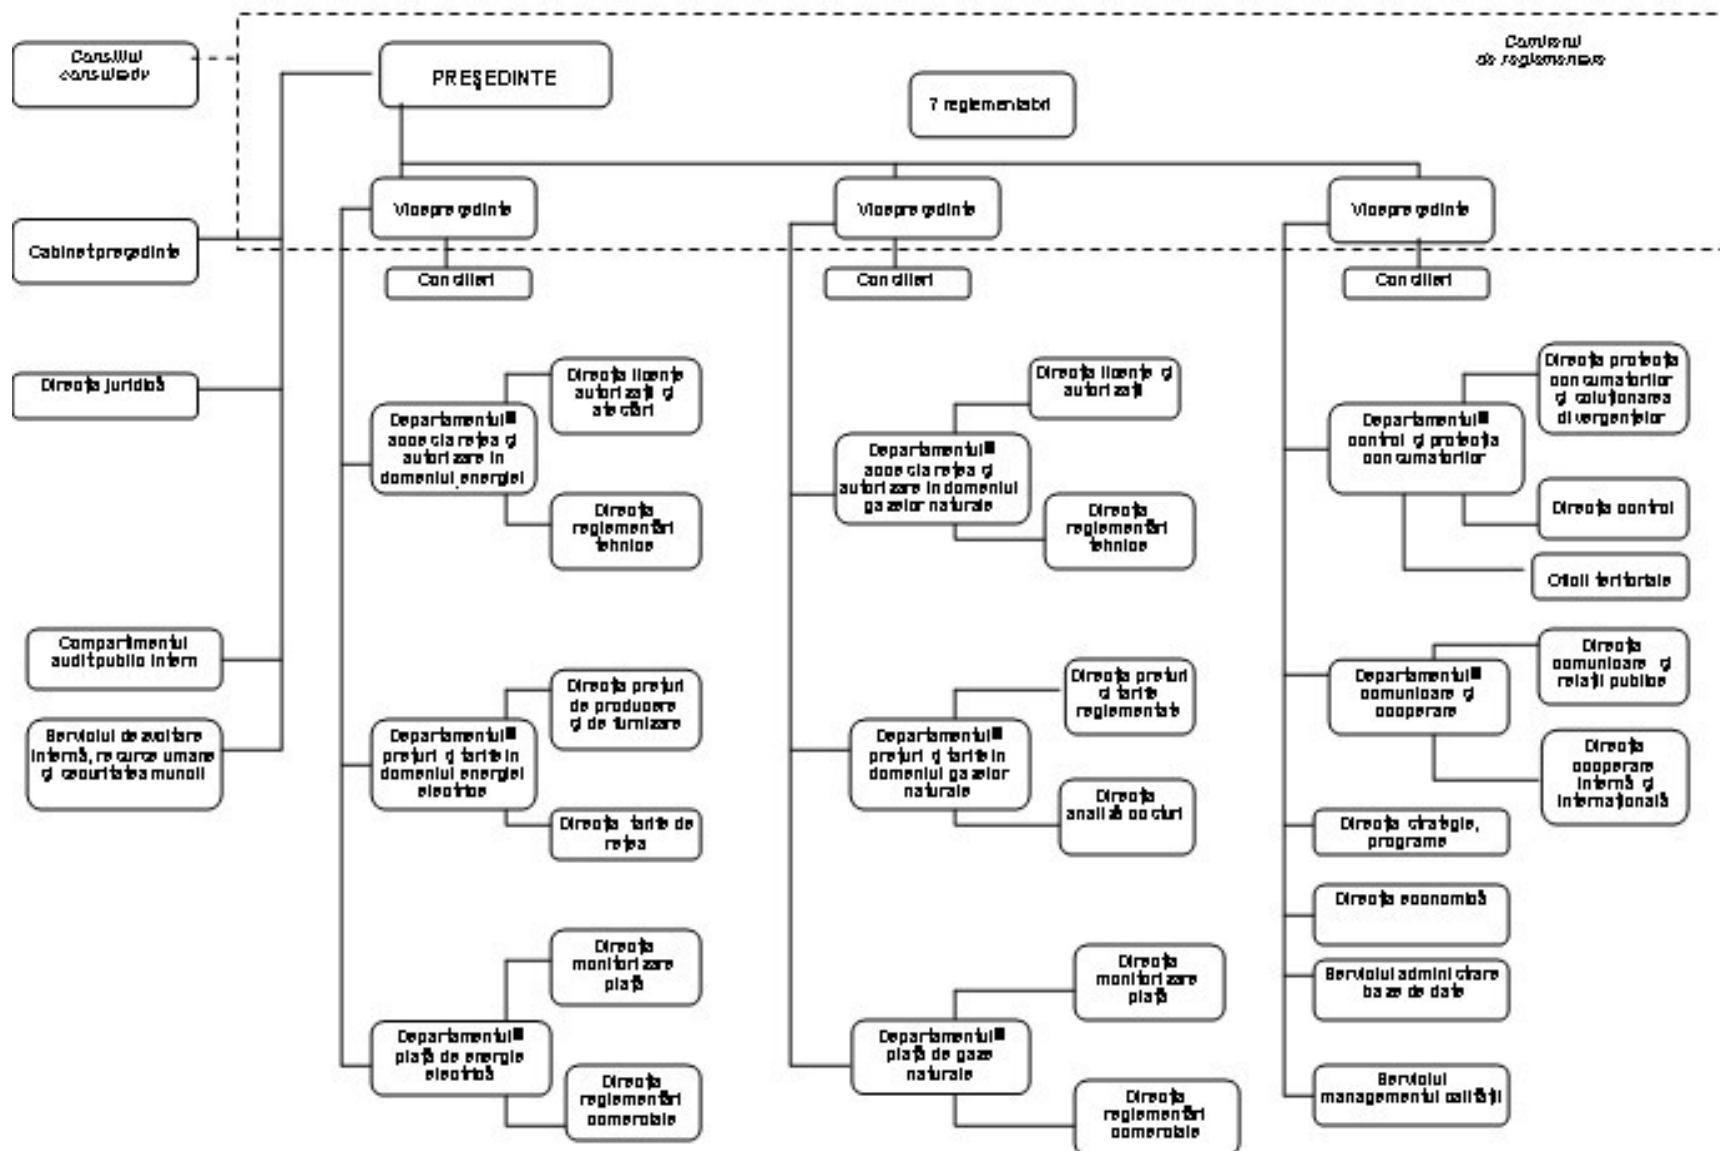 Consiliul
consultativ
Comitetul
de reglementare
PREŞEDINTE
7 reglementatori
Vicepreşedinte
Vicepreşedinte
Vicepreşedinte
Cabinet preşedinte
Consilieri
Consilieri
Consilieri
Direcţia juridică
Compartimentul
audit public intern
Serviciul dezvoltare
internă, resurse umane
şi securitatea muncii
Departamentul
acces la reţea şi
autorizare in
domeniul energiei
Direcţia licenţe
autorizaţii şi
atestări
Direcţia
reglementări
tehnice
Departamentul
preţuri şi tarife in
domeniul energiei
electrice
Direcţia preţuri
de producere
şi de furnizare
Direcţia tarife de
reţea
Departamentul
piaţă de energie
electrică
Direcţia
monitorizare
piaţă
Direcţia
reglementări
comerciale
Departamentul
acces la reţea şi
autorizare in domeniul
gazelor naturale
Direcţia licenţe şi
autorizaţii
Direcţia
reglementări
tehnice
Departamentul
preţuri şi tarife in
domeniul gazelor
naturale
Direcţia preţuri
şi tarife
reglementate
Direcţia
analiză costuri
Departamentul
piaţă de gaze
naturale
Direcţia
monitorizare
piaţă
Direcţia
reglementări
comerciale
Departamentul
control şi protecţia
consumatorilor
Direcţia protecţia
consumatorilor
şi soluţionarea
divergenţelor
Direcţia control
Oficii teritoriale
Departamentul
comunicare şi
cooperare
Direcţia
comunicare şi
relaţii publice
Direcţia
cooperare
internă şi
internaţională
Direcţia strategie,
programe
Direcţia economică
Serviciul administrare
baze de date
Serviciul
managementul calităţii